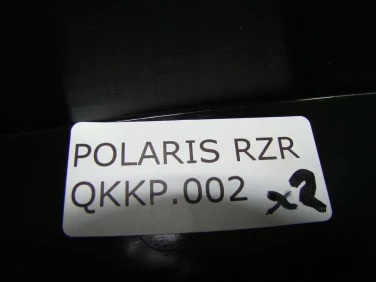 POLARIS RZR
QKKP.002 x2